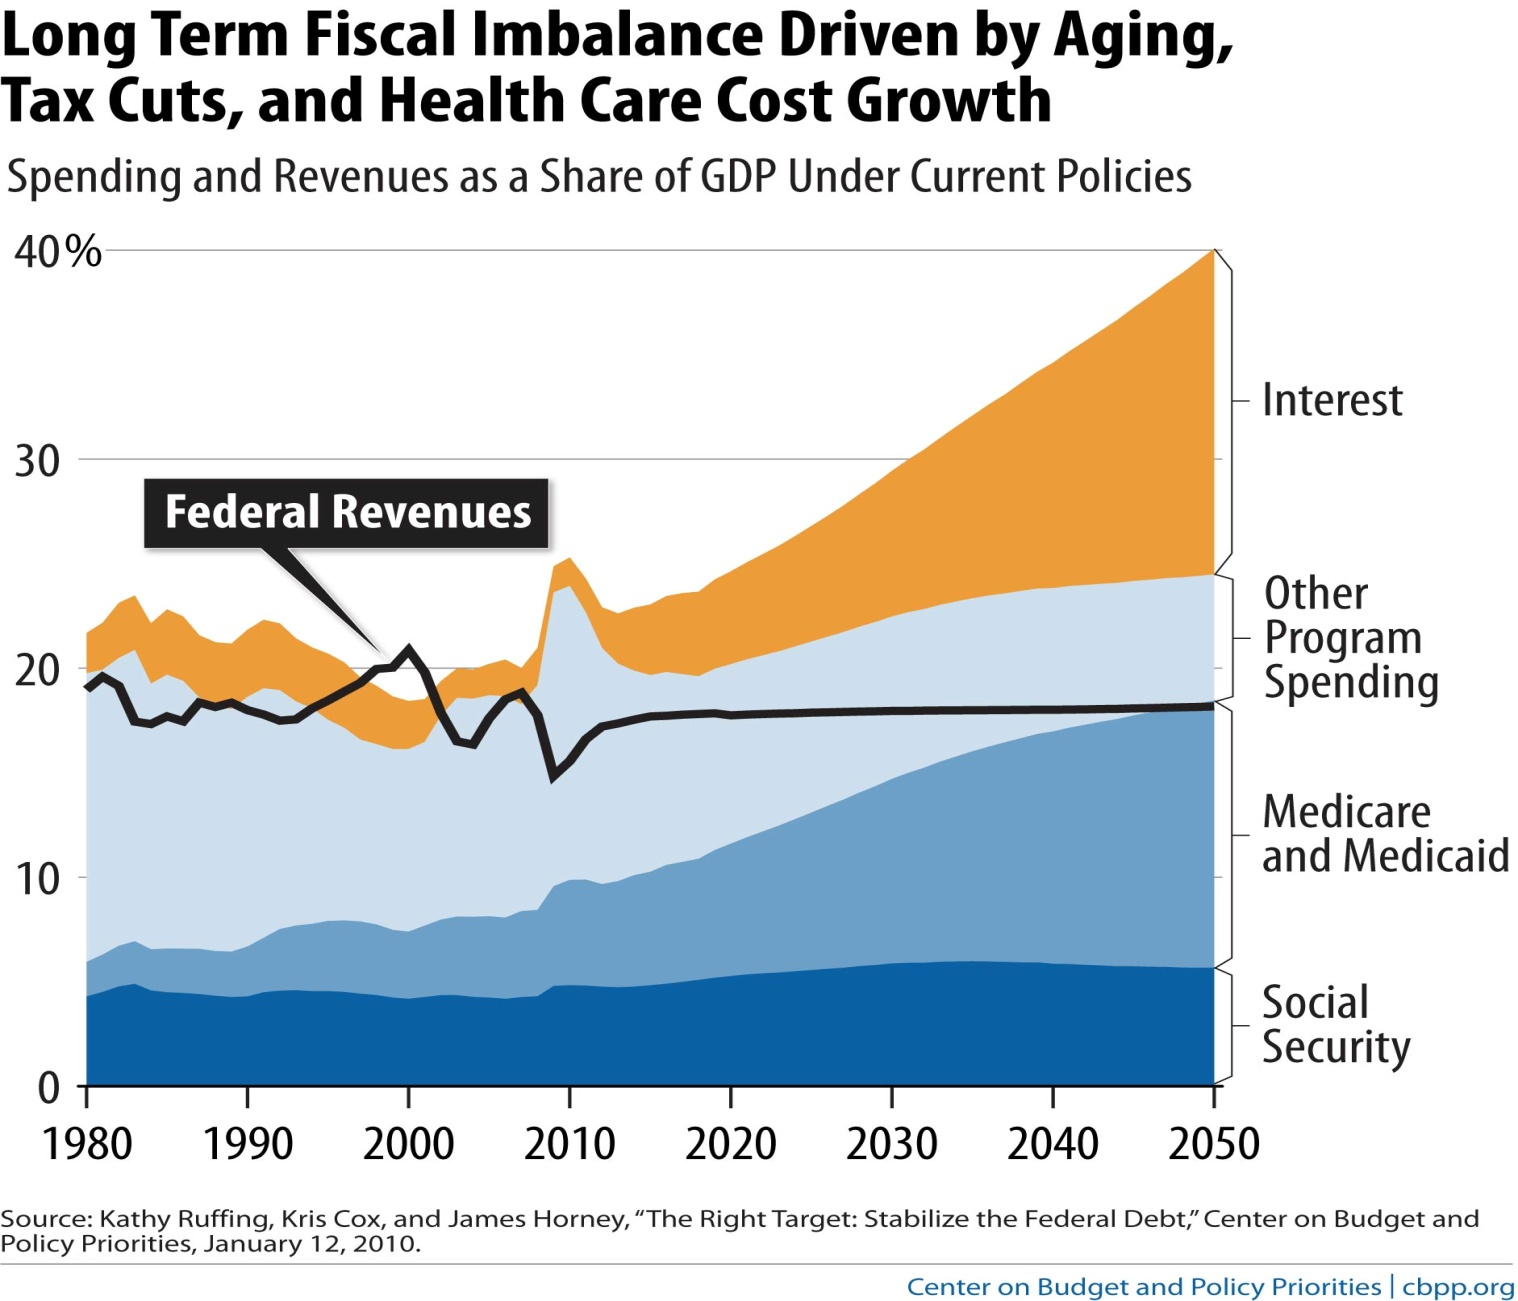 Long Term Fiscal Imbalance Driven by Aging,
Tax Cuts, and Health Care Cost Growth
Spending and Revenues as a Share of GDP Under Current Policies
40%
30
20
10
0
Federal Revenues
Interest
Other
Program
Spending
Medicare
and Medicaid
Social
Security
1980 1990 2000 2010 2020 2030 2040 2050
Source: Kathy Ruffing, Kris Cox, and James Horney, “The Right Target: Stabilize the Federal Debt,” Center on Budget and
Policy Priorities, January 12, 2010.
Center on Budget and Policy Priorities | cbpp.org